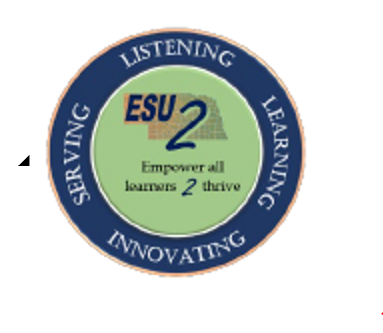 LISTENING
LEARNING
INNOVATING
SERVING
ESU 2
Empower all
learners 2 thrive